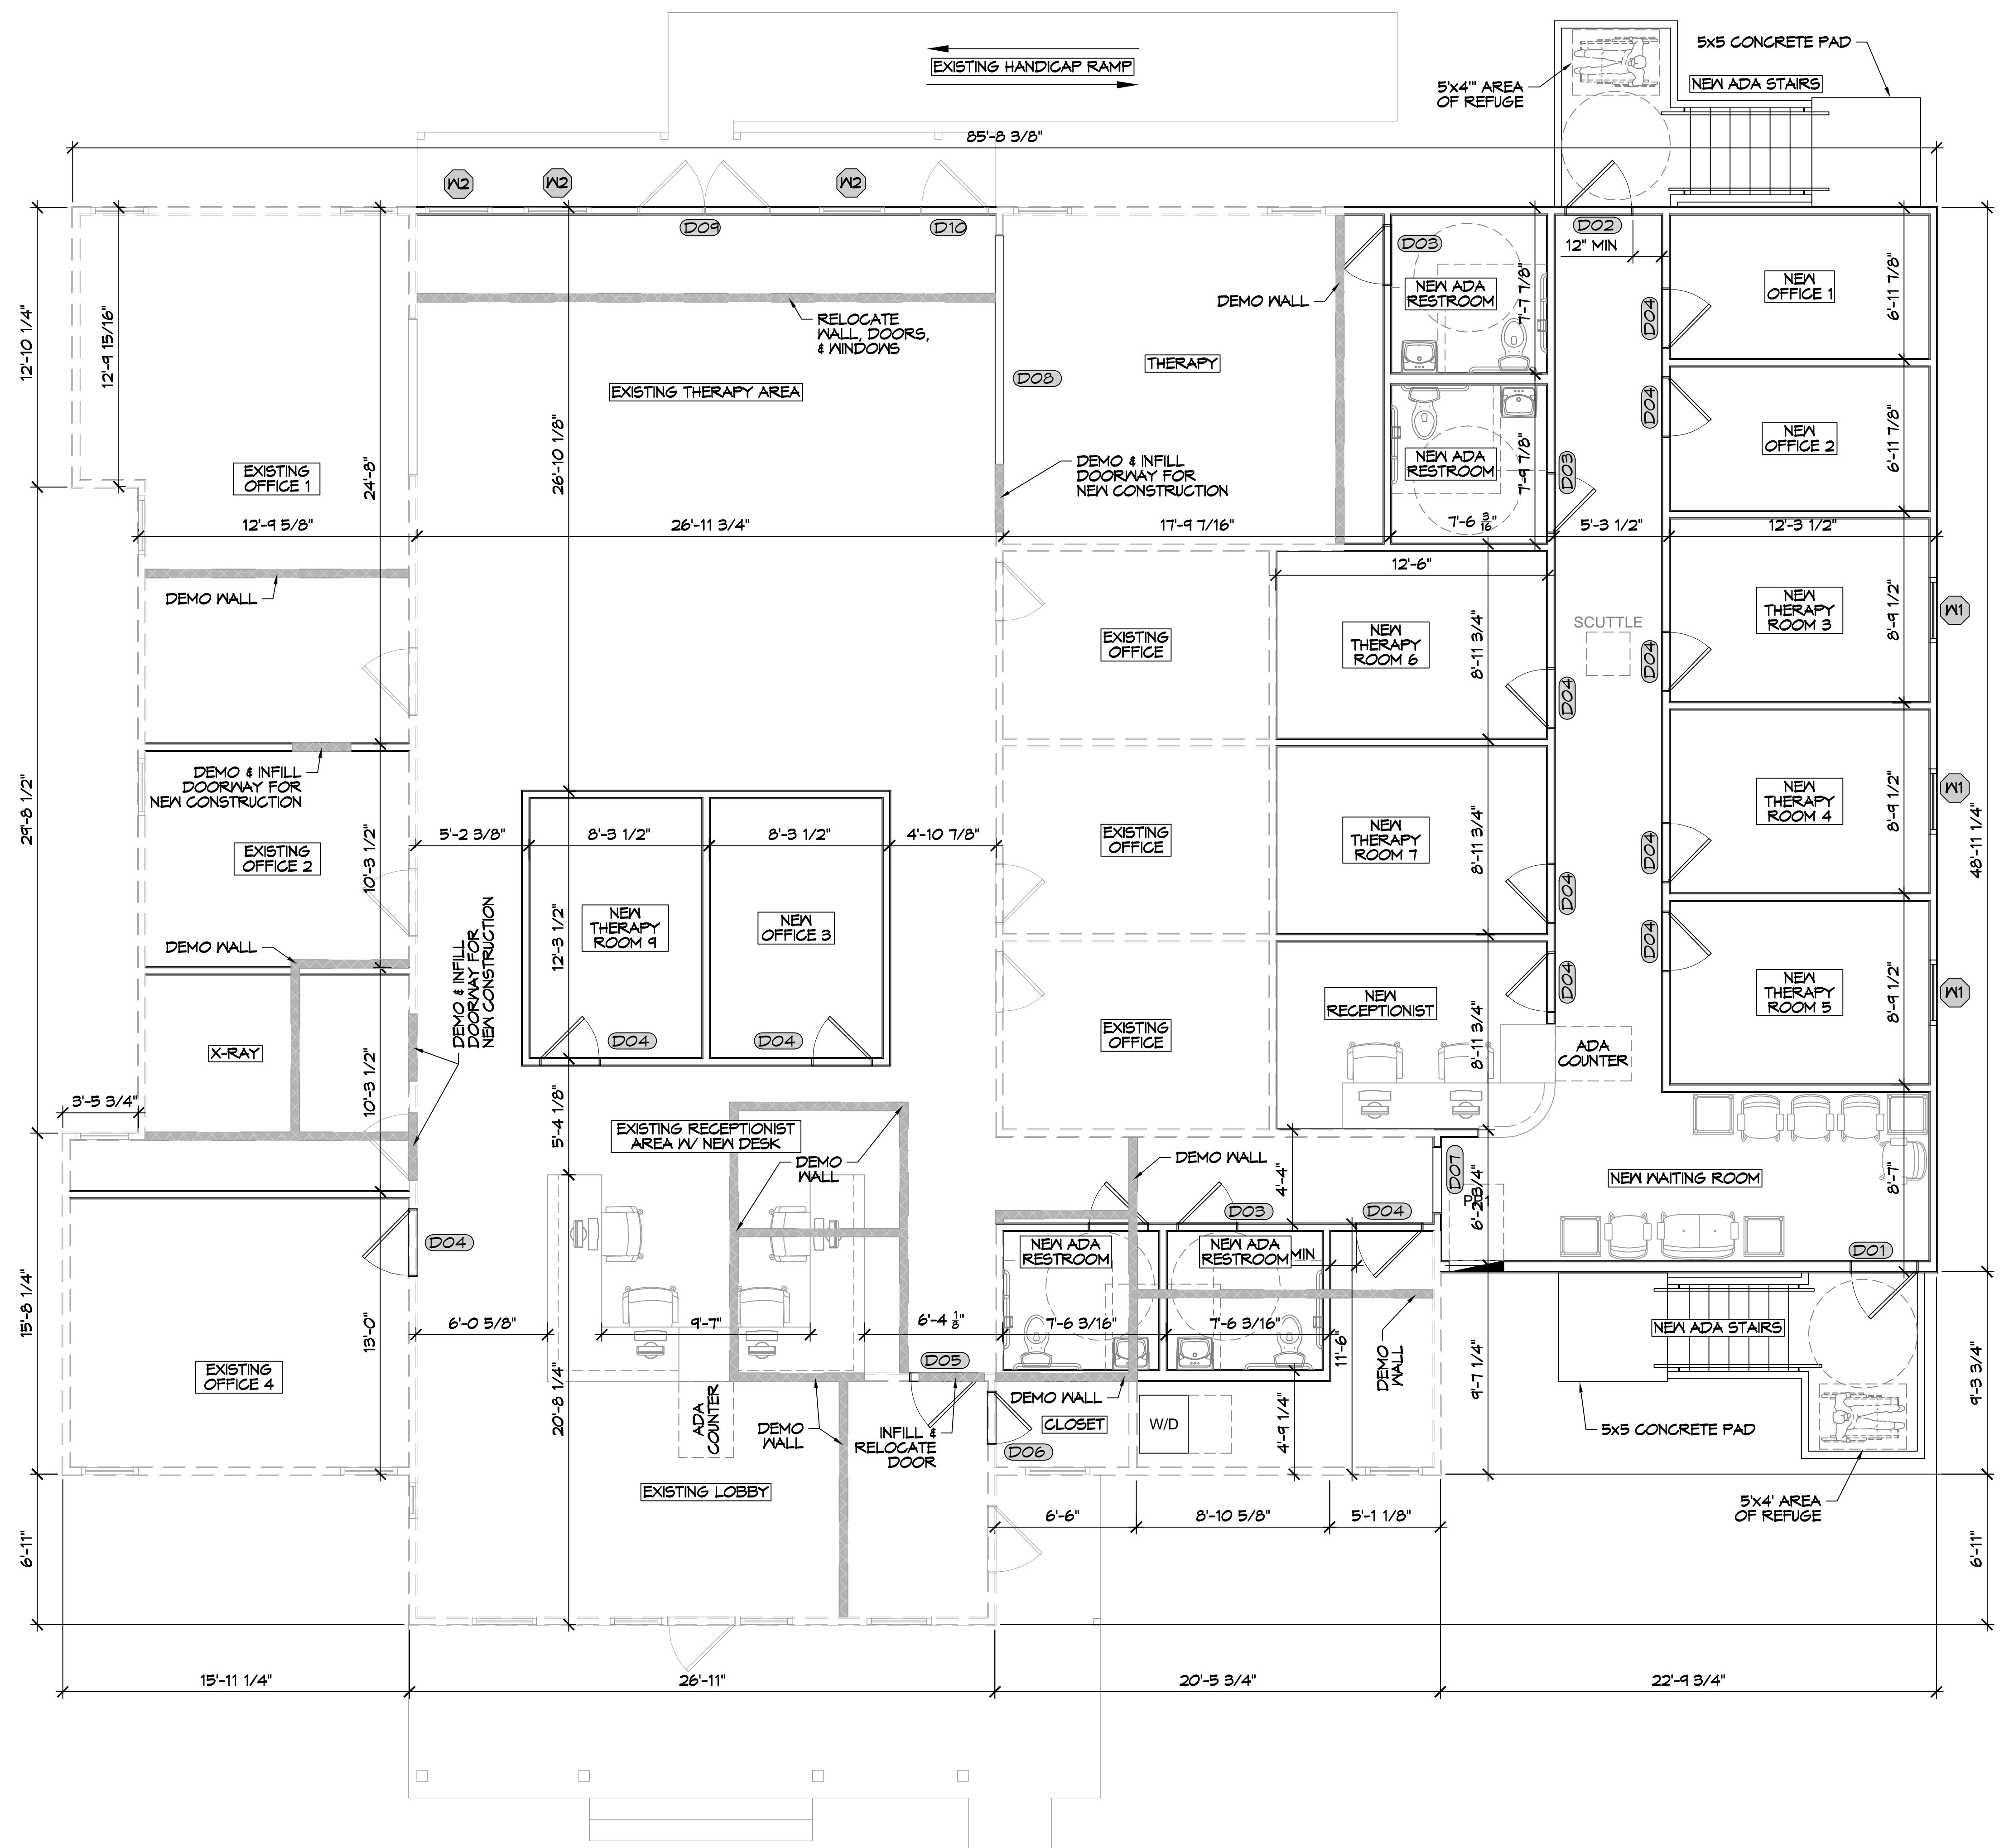 5x5 CONCRETE PAD
EXISTING HANDICAP RAMP
5'x4'" AREA
OF REFUGE
NEW ADA STAIRS
85'-8 3/8"
W2
W2
W2
D09
D10
D02
12" MIN
D03
NEW ADA
RESTROOM
7'-7 7/8"
NEW
OFFICE 1
6'-11 7/8"
D04
DEMO WALL
12'-10 1/4"
12'-9 15/16"
RELOCATE
WALL, DOORS,
& WINDOWS
THERAPY
D08
EXISTING THERAPY AREA
D04
NEW
OFFICE 2
6'-11 7/8"
EXISTING
OFFICE 1
24'-8"
26'-10 1/8"
DEMO & INFILL
DOORWAY FOR
NEW CONSTRUCTION
NEW ADA
RESTROOM
7'-9 7/8"
D03
12'-9 5/8"
26'-11 3/4"
17'-9 7/16"
7'-6 3/16"
5'-3 1/2"
12'-3 1/2"
12'-6"
DEMO WALL
SCUTTLE
NEW
THERAPY
ROOM 3
8'-9 1/2"
W1
EXISTING
OFFICE
NEW
THERAPY
ROOM 6
8'-11 3/4"
D04
D04
DEMO & INFILL
DOORWAY FOR
NEW CONSTRUCTION
29'-8 1/2"
NEW
THERAPY
ROOM 4
8'-9 1/2"
W1
48'-11 1/4"
EXISTING
OFFICE 2
10'-3 1/2"
5'-2 3/8"
8'-3 1/2"
8'-3 1/2"
4'-10 7/8"
EXISTING
OFFICE
NEW
THERAPY
ROOM 7
8'-11 3/4"
D04
D04
DEMO WALL
DEMO & INFILL
DOORWAY FOR
NEW CONSTRUCTION
NEW
THERAPY
ROOM 9
12'-3 1/2"
NEW
OFFICE 3
D04
NEW
RECEPTIONIST
D04
NEW
THERAPY
ROOM 5
8'-9 1/2"
W1
X-RAY
D04
D04
EXISTING
OFFICE
8'-11 3/4"
ADA
COUNTER
3'-5 3/4"
10'-3 1/2"
5'-4 1/8"
EXISTING RECEPTIONIST
AREA W/ NEW DESK
DEMO
WALL
DEMO WALL
4'-4"
D07
6'-2 3/4"
NEW WAITING ROOM
8'-7"
D04
D03
D04
NEW ADA
RESTROOM
NEW ADA
RESTROOM
MIN
D01
15'-8 1/4"
13'-0"
6'-0 5/8"
9'-7"
6'-4 1/8"
7'-6 3/16"
7'-6 3/16"
11'-6"
NEW ADA STAIRS
EXISTING
OFFICE 4
20'-8 1/4"
D05
DEMO
WALL
9'-7 1/4"
9'-3 3/4"
ADA
COUNTER
DEMO
WALL
INFILL &
RELOCATE
DOOR
DEMO WALL
CLOSET
D06
W/D
4'-9 1/4"
5x5 CONCRETE PAD
EXISTING LOBBY
5'x4' AREA
OF REFUGE
6'-6"
8'-10 5/8"
5'-1 1/8"
6'-11"
6'-11"
15'-11 1/4"
26'-11"
20'-5 3/4"
22'-9 3/4"